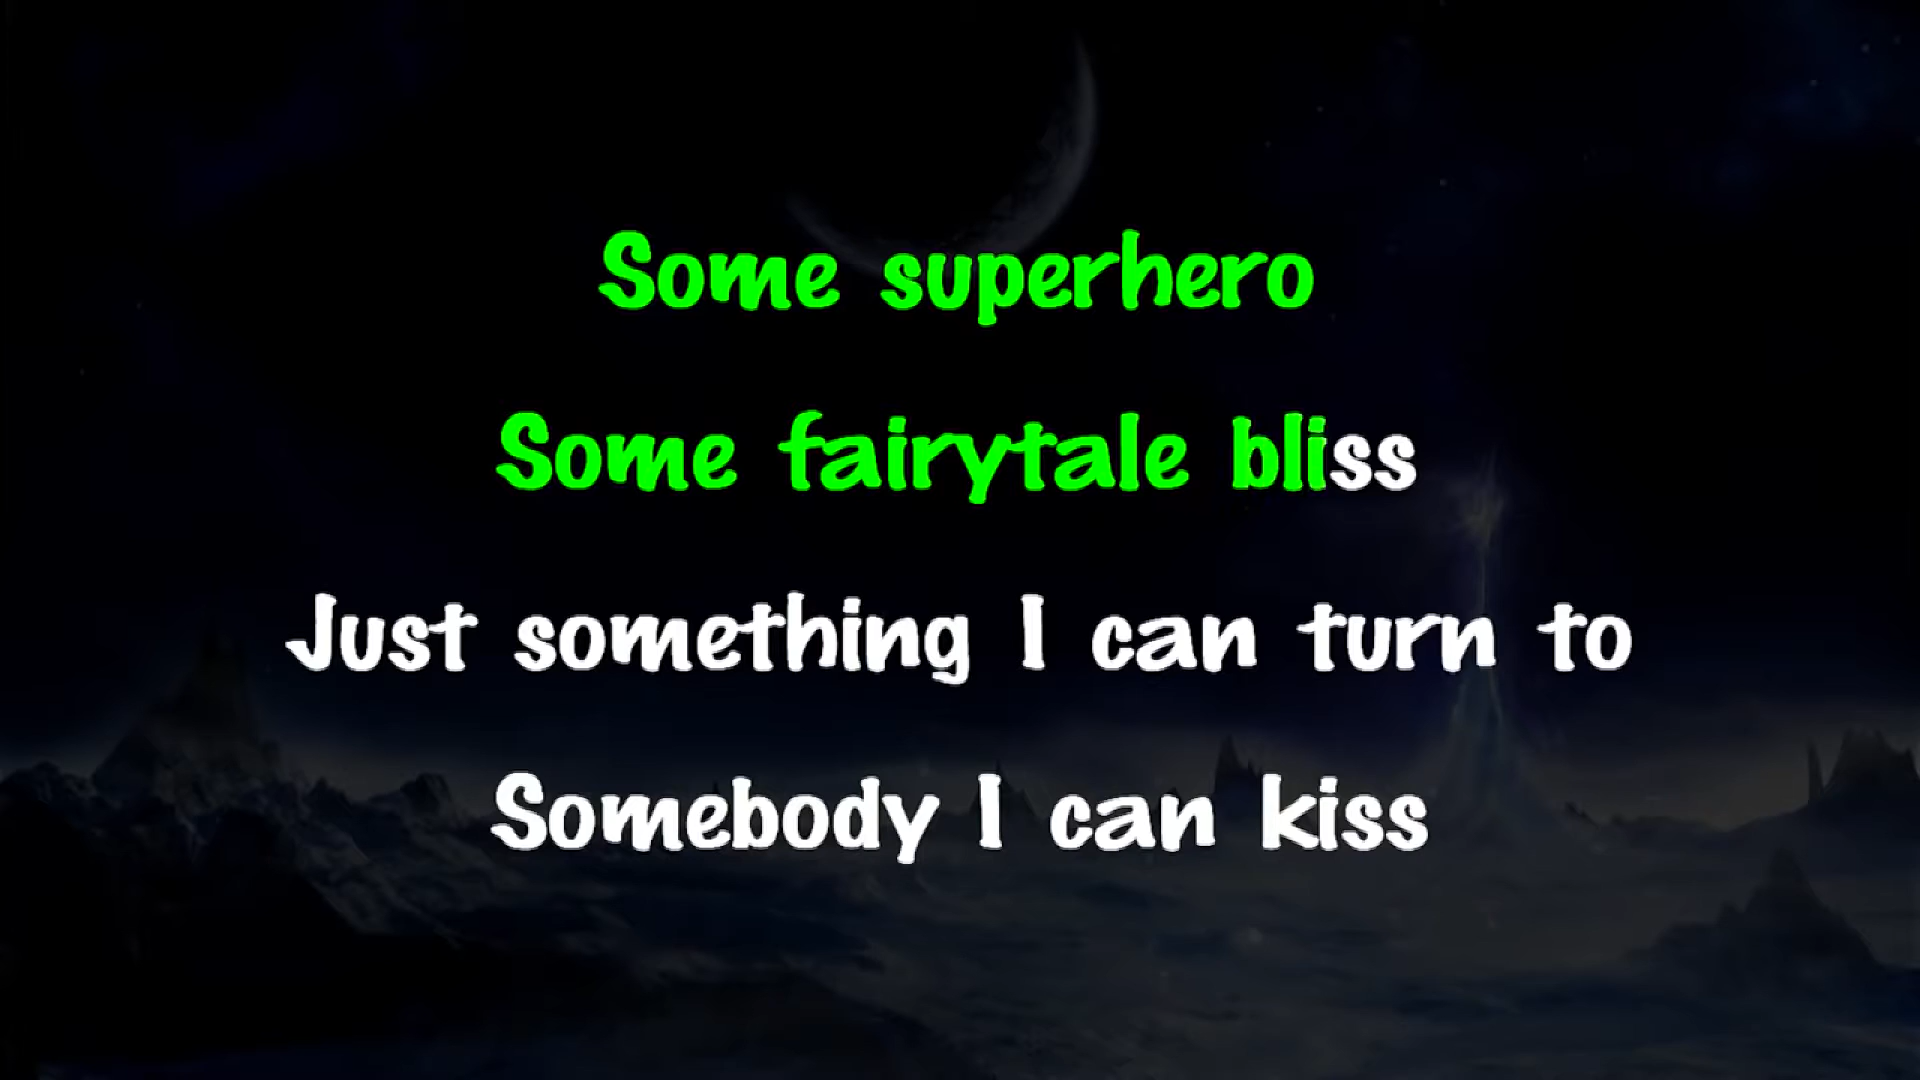 Some superhero
Some fairytale bliss
Just something I can turn to
Somebody I can kiss